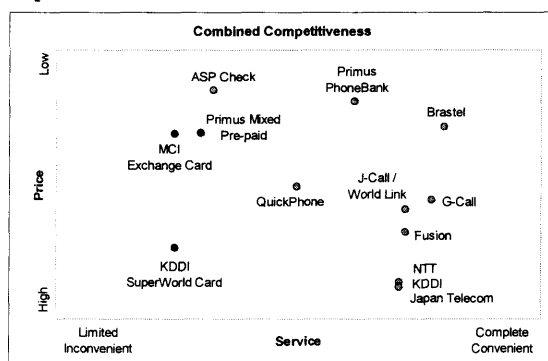 Combined Competitiveness
Low
ASP Check
Primus
PhoneBank
Brastel
Primus Mixed
Pre-paid
MCI
Exchange Card
J-Call /
World Link
Price
QuickPhone
G-Call
Fusion
KDDI
SuperWorld Card
NTT
KDDI
Japan Telecom
High
Limited
Inconvenient
Service
Complete
Convenient